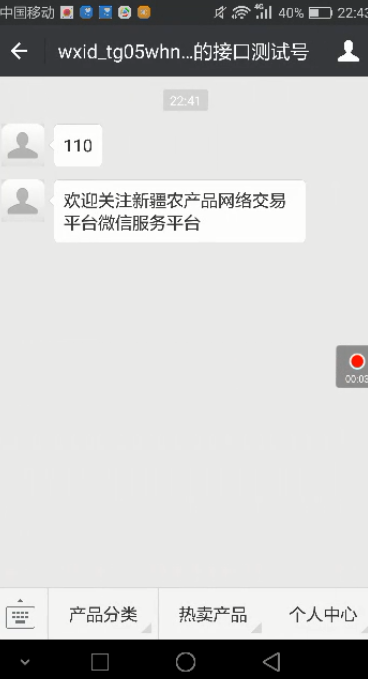 中国移动 4G 40% 22:43
wxid_tg05whn...的接口测试号
22:41
110
欢迎关注新疆农产品网络交易
平台微信服务平台
00:03
产品分类 热卖产品 个人中心